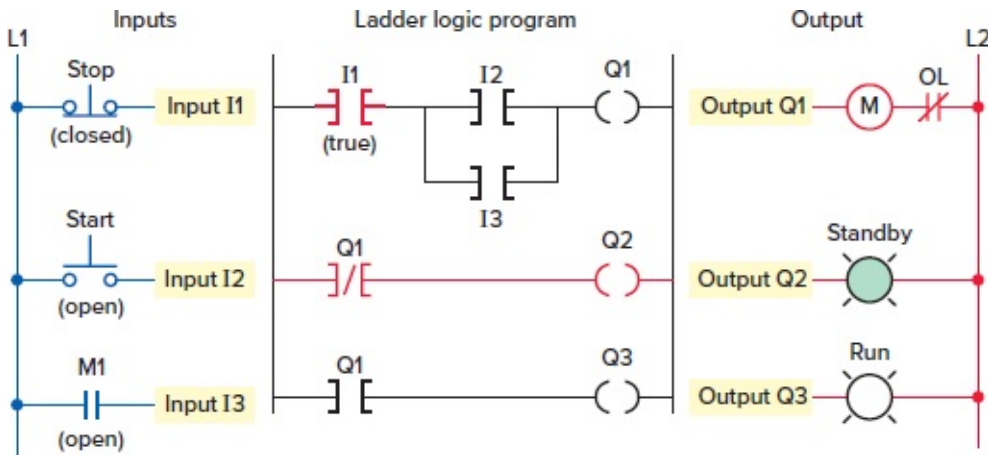 Inputs
Ladder logic program
Output
L1
L2
Stop
(closed)
Input I1
I1
(true)
I2
I3
Q1
Output Q1
M
OL
Start
(open)
Input I2
Q1
Q2
Output Q2
Standby
M1
(open)
Input I3
Q1
Q3
Output Q3
Run